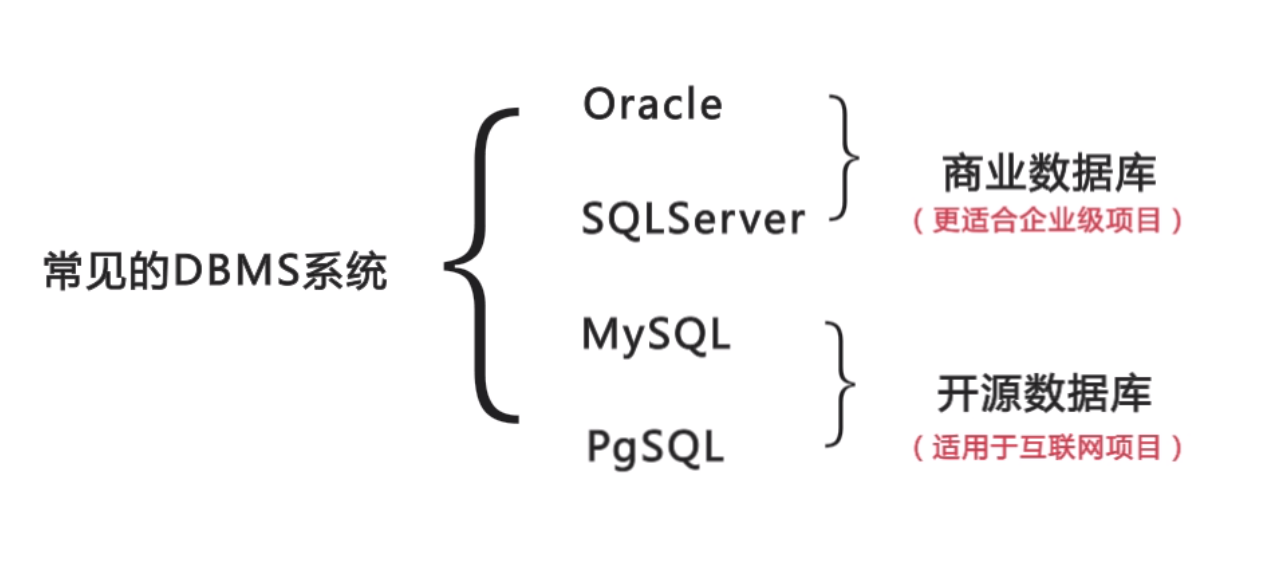 常见的DBMS系统
Oracle
SQLServer
商业数据库
（更适合企业级项目）
MySQL
PgSQL
开源数据库
（适用于互联网项目）